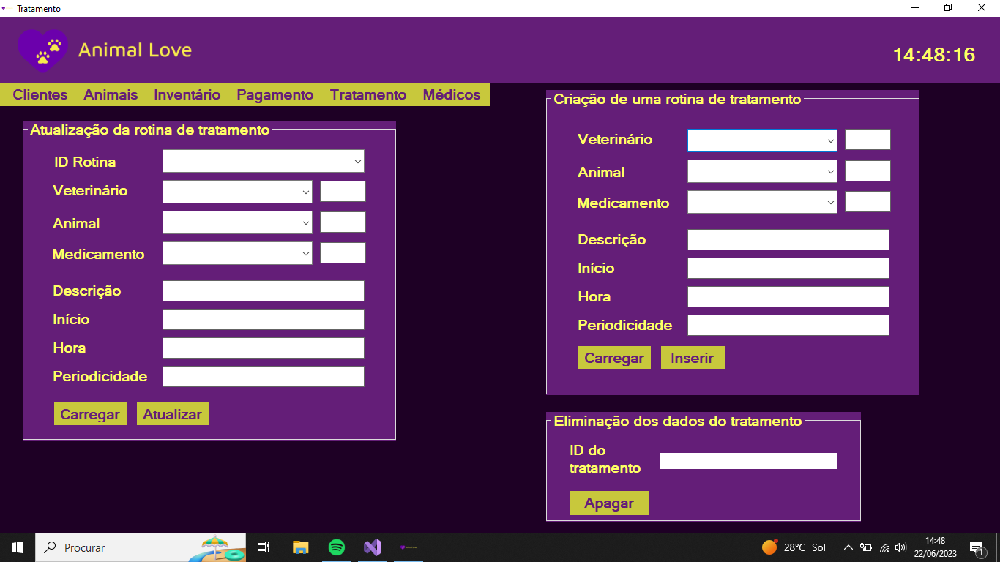 Tratamento
Animal Love
14:48:16
Clientes Animais Inventário Pagamento Tratamento Médicos
Atualização da rotina de tratamento
ID Rotina
Veterinário
Animal
Medicamento
Descrição
Início
Hora
Periodicidade
Carregar Atualizar
Criação de uma rotina de tratamento
Veterinário
Animal
Medicamento
Descrição
Início
Hora
Periodicidade
Carregar Inserir
Eliminação dos dados do tratamento
ID do
tratamento
Apagar
Procurar
28°C Sol
14:48
22/06/2023
1